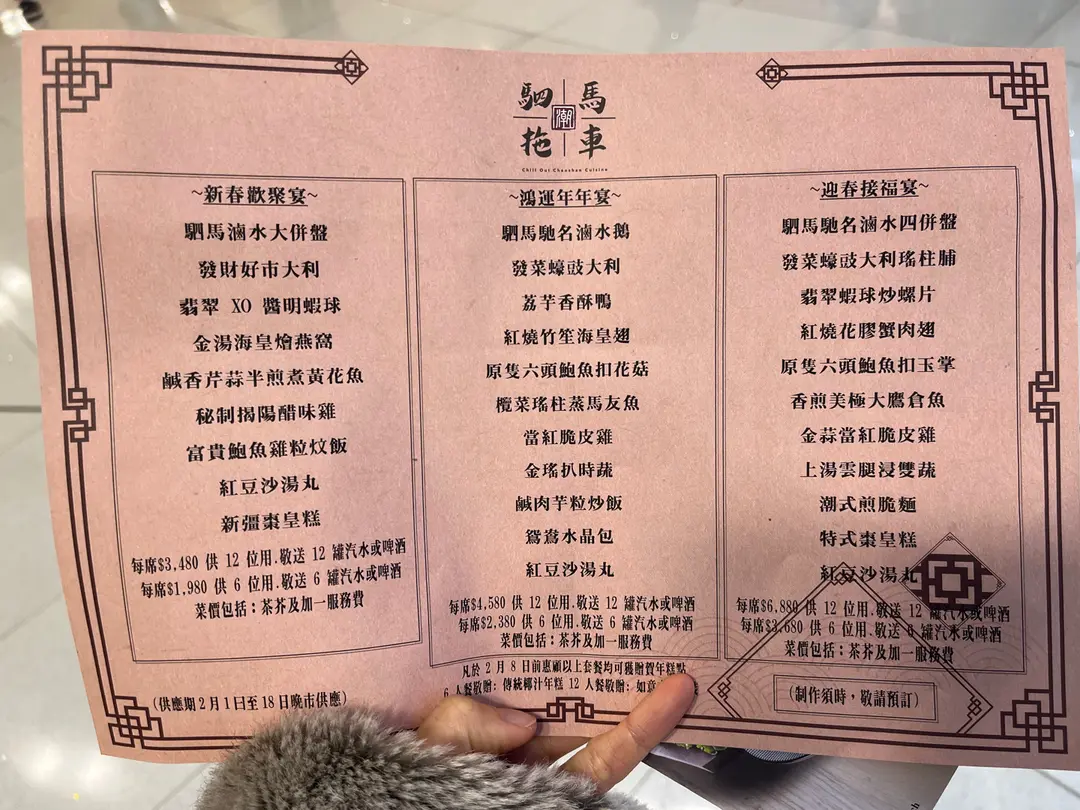 駟馬
潮
拖車
Chill Out Chaoshan Cuisine
~新春歡聚宴~
駟馬滷水大併盤
發財好市大利
翡翠 XO 醬明蝦球
金湯海皇燴燕窩
鹹香芹蒜半煎煮黃花魚
秘制揭陽醋味雞
富貴鮑魚雞粒炆飯
紅豆沙湯丸
新疆棗皇糕
每席$3,480 供 12 位用.敬送 12 罐汽水或啤酒
每席$1,980 供 6 位用.敬送 6 罐汽水或啤酒
菜價包括：茶芥及加一服務費
(供應期2月1日至18日晚市供應)
~鴻運年年宴~
駟馬馳名滷水鵝
發菜蠔豉大利
荔芋香酥鴨
紅燒竹笙海皇翅
原隻六頭鮑魚扣花菇
欖菜瑤柱蒸馬友魚
當紅脆皮雞
金瑤扒時蔬
鹹肉芋粒炒飯
鴛鴦水晶包
紅豆沙湯丸
每席$4,580 供 12 位用.敬送 12 罐汽水或啤酒
每席$2,380 供 6 位用.敬送 6 罐汽水或啤酒
菜價包括：茶芥及加一服務費
凡於 2 月 8 日前惠顧以上套餐均可獲贈賀年糕點
6 人餐敬贈：傳統椰汁年糕 12 人餐敬贈：如意
~迎春接福宴~
駟馬馳名滷水四併盤
發菜蠔豉大利瑤柱脯
翡翠蝦球炒螺片
紅燒花膠蟹肉翅
原隻六頭鮑魚扣玉掌
香煎美極大鷹倉魚
金蒜當紅脆皮雞
上湯雲腿浸雙蔬
潮式煎脆麵
特式棗皇糕
紅豆沙湯丸
每席$6,880 供 12 位用.敬送 12 罐汽水或啤酒
每席$3,680 供 6 位用.敬送 6 罐汽水或啤酒
菜價包括：茶芥及加一服務費
(制作須時，敬請預訂)